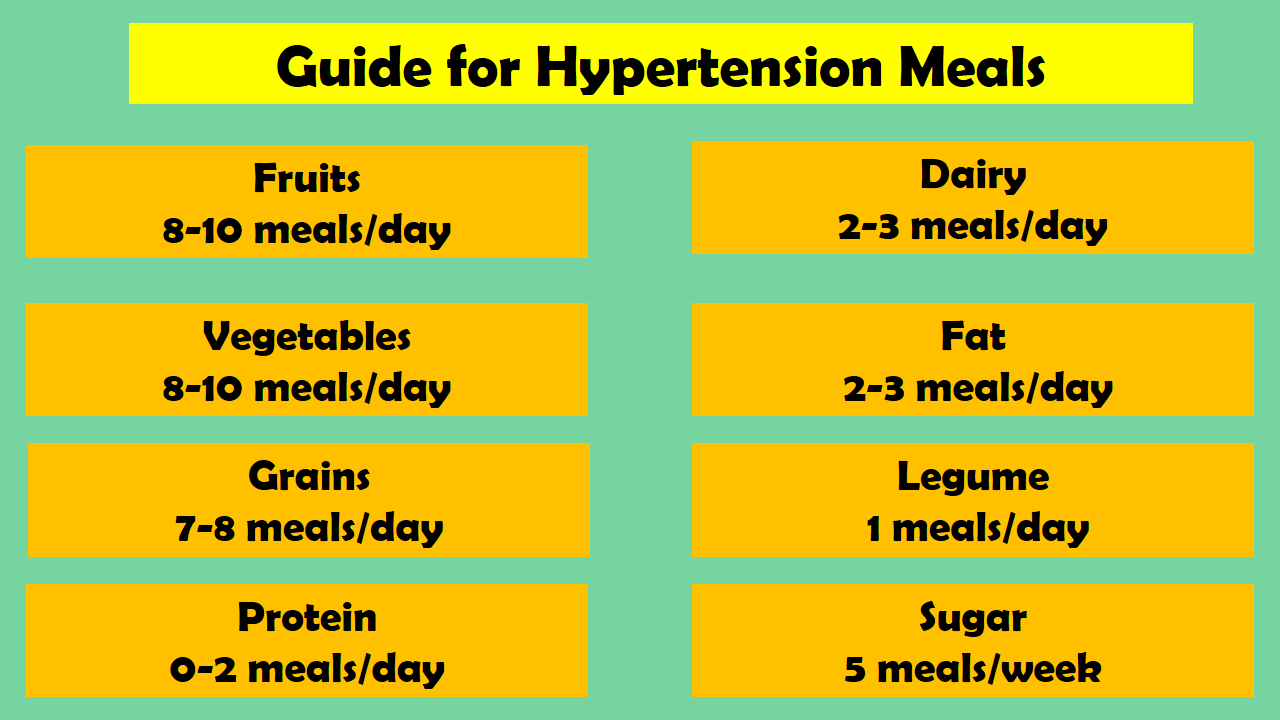 Guide for Hypertension Meals
Fruits
8-10 meals/day
Vegetables
8-10 meals/day
Grains
7-8 meals/day
Protein
0-2 meals/day
Dairy
2-3 meals/day
Fat
2-3 meals/day
Legume
1 meals/day
Sugar
5 meals/week